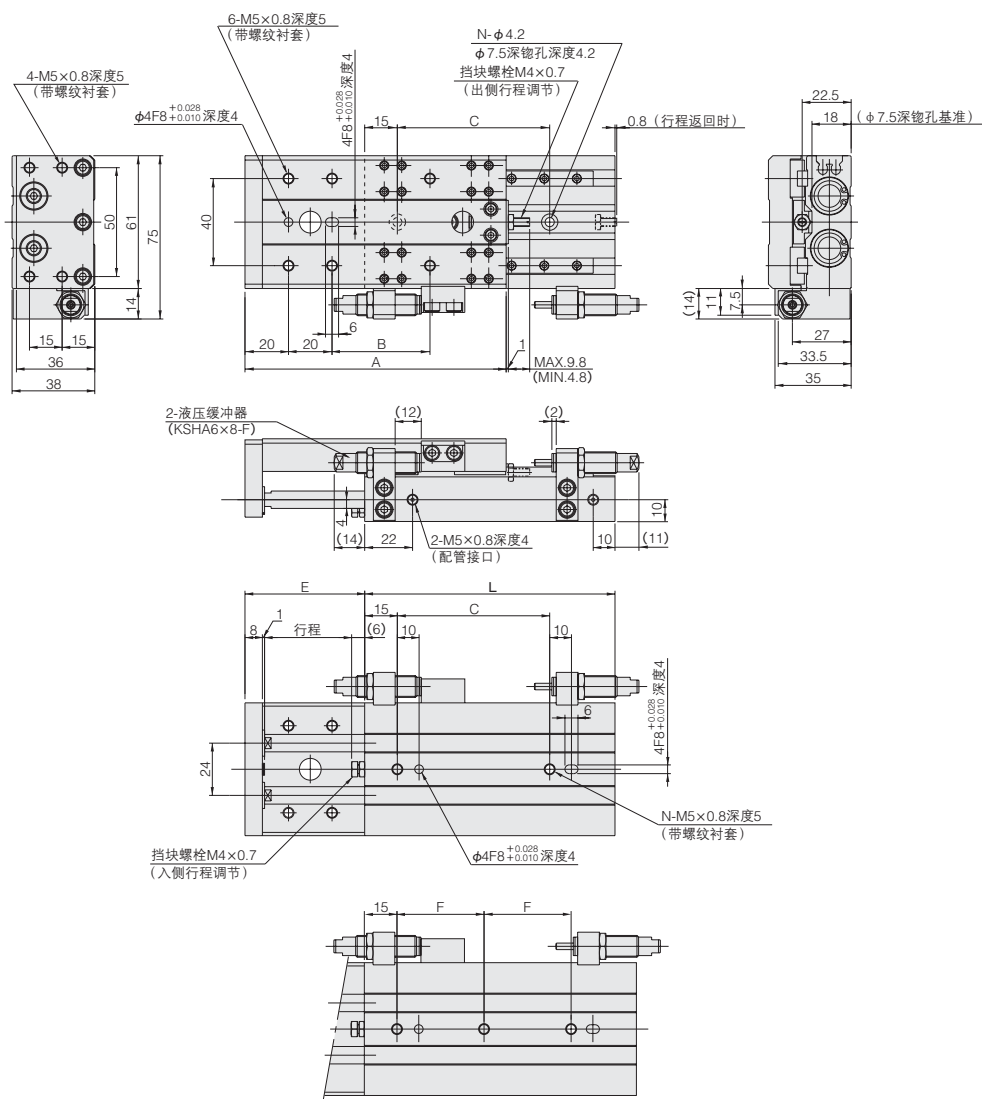 6-M5×0.8深度5
(带螺纹衬套)
4-M5×0.8深度5
(带螺纹衬套)
ϕ4F8 +0.028 +0.010 深度4
4F8 +0.028 +0.010 深度4
N-ϕ4.2
ϕ7.5深锪孔深度4.2
挡块螺栓M4×0.7
(出侧行程调节)
15
C
0.8(行程返回时)
22.5
18
(ϕ7.5深锪孔基准)
50
61
75
14
15
15
36
38
40
6
20
20
B
A
1
MAX.9.8
(MIN.4.8)
(14)
11
7.5
27
33.5
35
2-液压缓冲器
(KSHA6×8-F)
(12)
(2)
4
(14)
22
2-M5×0.8深度4
(配管接口)
10
10
(11)
E
L
1
15
C
8
行程
(6)
10
10
6
4F8 +0.028 +0.010 深度4
24
挡块螺栓M4×0.7
(入侧行程调节)
ϕ4F8 +0.028 +0.010 深度4
N-M5×0.8深度5
(带螺纹衬套)
15
F
F